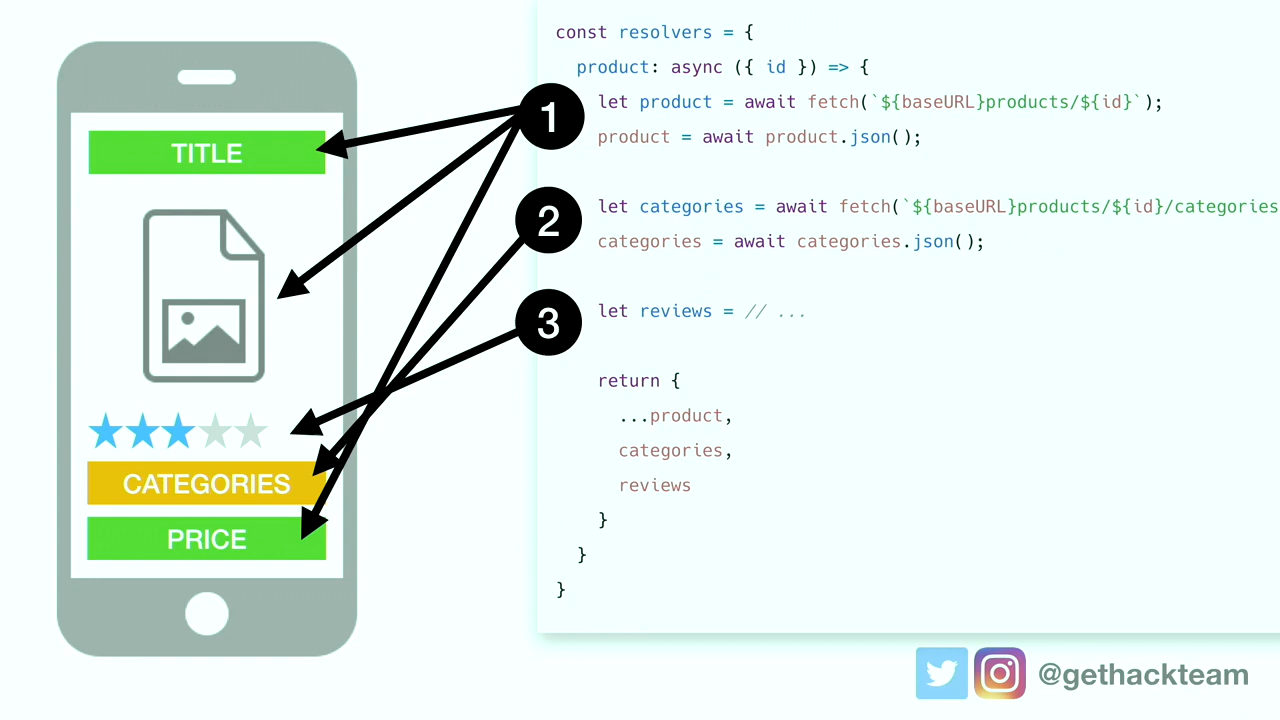 TITLE
CATEGORIES
PRICE
1
2
3
const resolvers = {
  product: async ({ id }) => {
    let product = await fetch(`${baseURL}products/${id}`);
    product = await product.json();
    let categories = await fetch(`${baseURL}products/${id}/categories
    categories = await categories.json();
    let reviews = // ...
    return {
      ...product,
      categories,
      reviews
    }
  }
}
@gethackteam